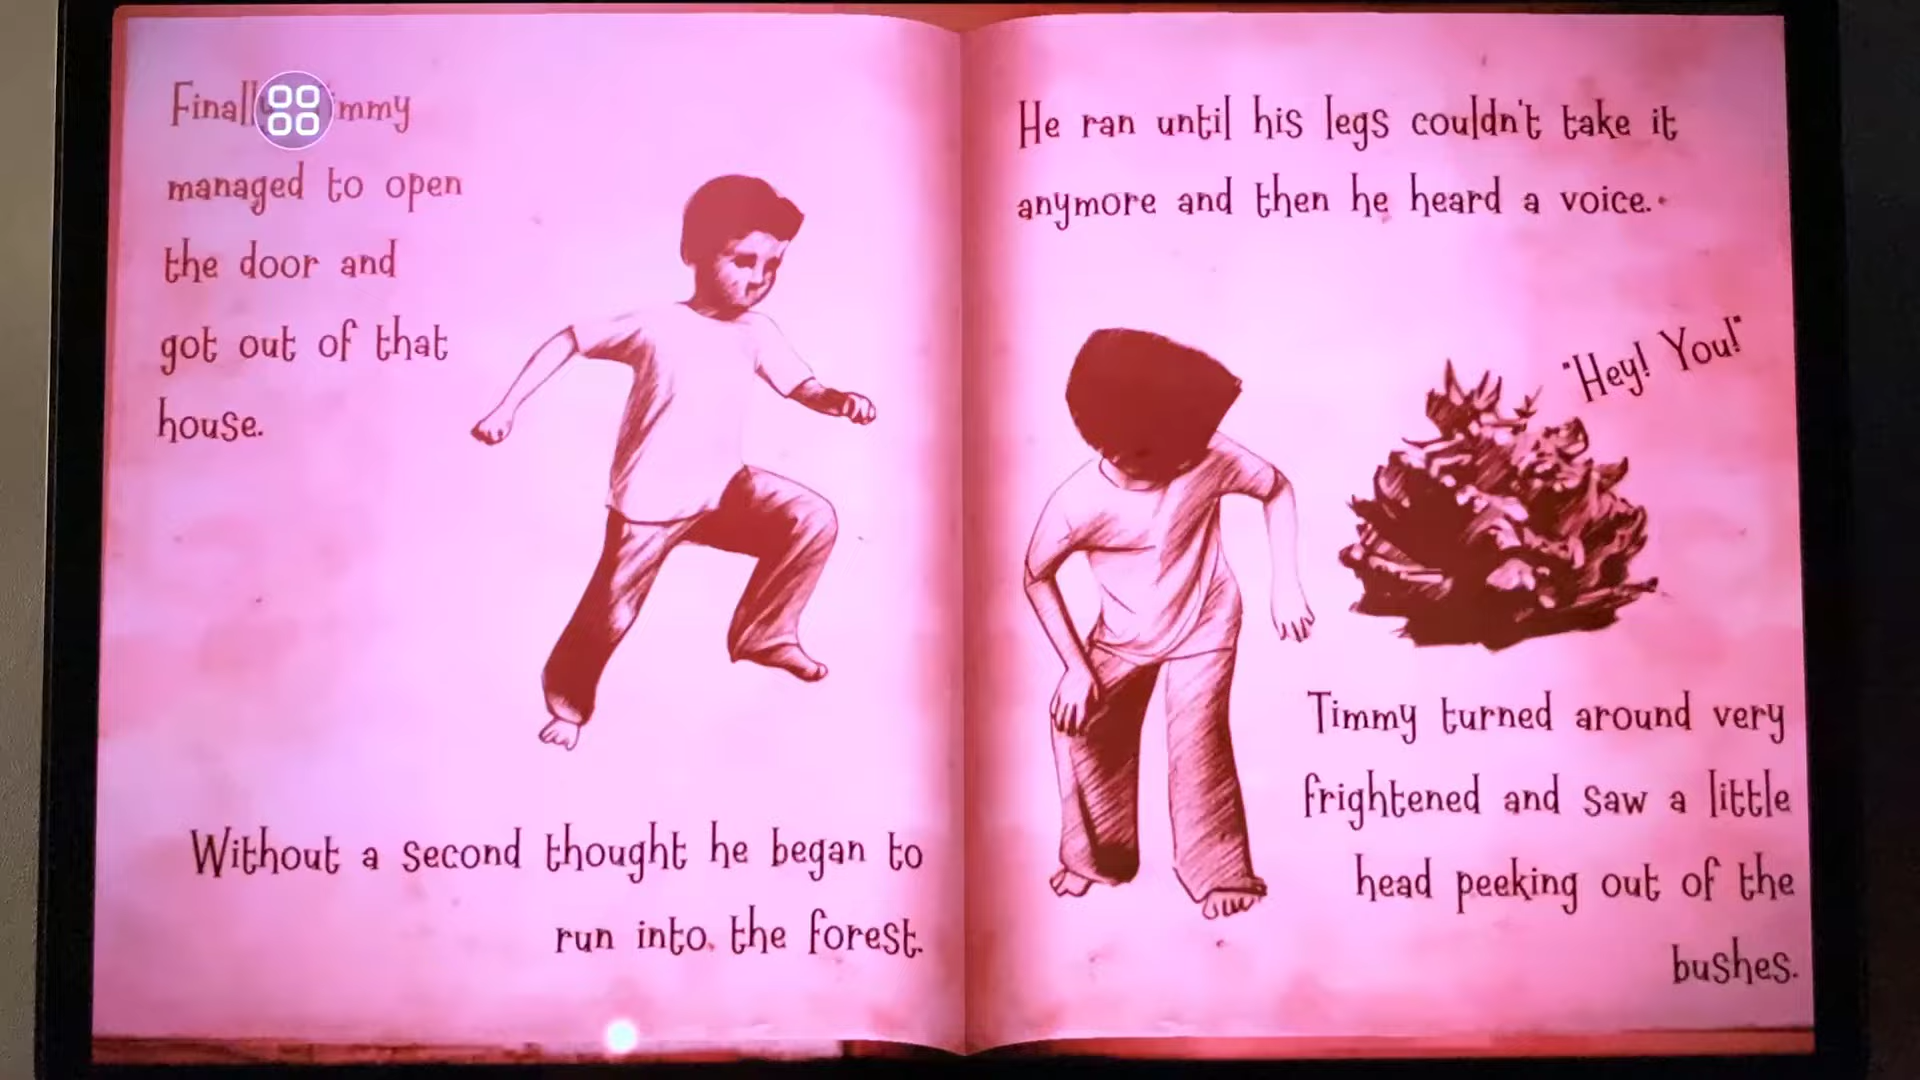 Finall mmy
managed to open
the door and
got out of that
house.
Without a second thought he began to
run into. the forest.
He ran until his legs couldn't take it
anymore and then he heard a voice.
"Hey! You!"
Timmy turned around very
frightened and saw a little
head peeking out of the
bushes.